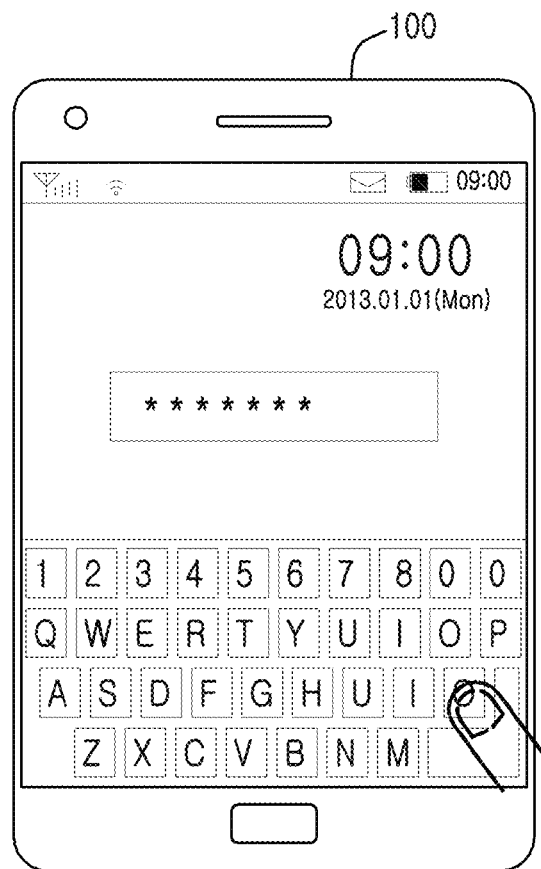 100
09:00
09:00
2013.01.01(Mon)
*******
1 2 3 4 5 6 7 8 0 0
Q W E R T Y U I O P
A S D F G H U I O
Z X C V B N M